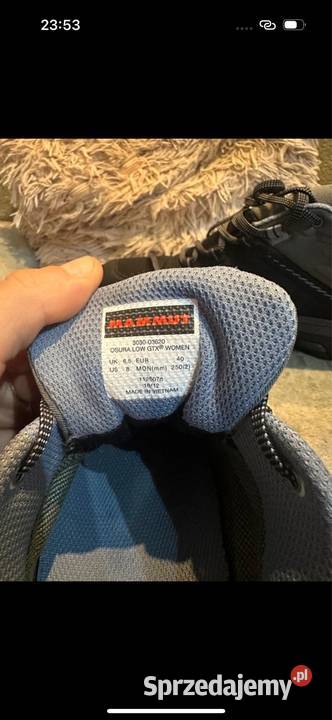 23:53
MAMMUT
3030-03620
OSURA LOW GTX® WOMEN
UK 6,5 EUR 40
US 8 MON(mm) 250(2)
MADE IN VIETNAM
Sprzedajemy.pl